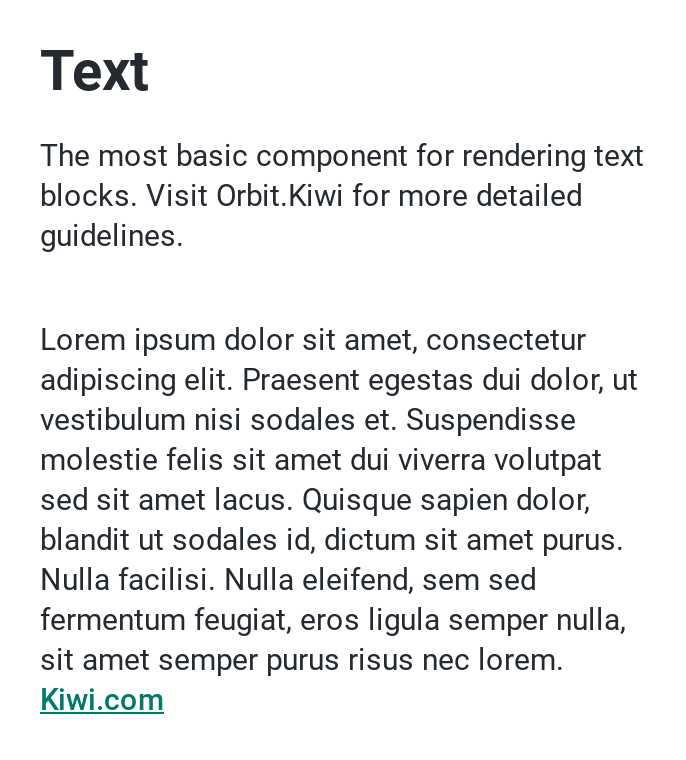 Text
The most basic component for rendering text
blocks. Visit Orbit.Kiwi for more detailed
guidelines.
Lorem ipsum dolor sit amet, consectetur
adipiscing elit. Praesent egestas dui dolor, ut
vestibulum nisi sodales et. Suspendisse
molestie felis sit amet dui viverra volutpat
sed sit amet lacus. Quisque sapien dolor,
blandit ut sodales id, dictum sit amet purus.
Nulla facilisi. Nulla eleifend, sem sed
fermentum feugiat, eros ligula semper nulla,
sit amet semper purus risus nec lorem.
Kiwi.com